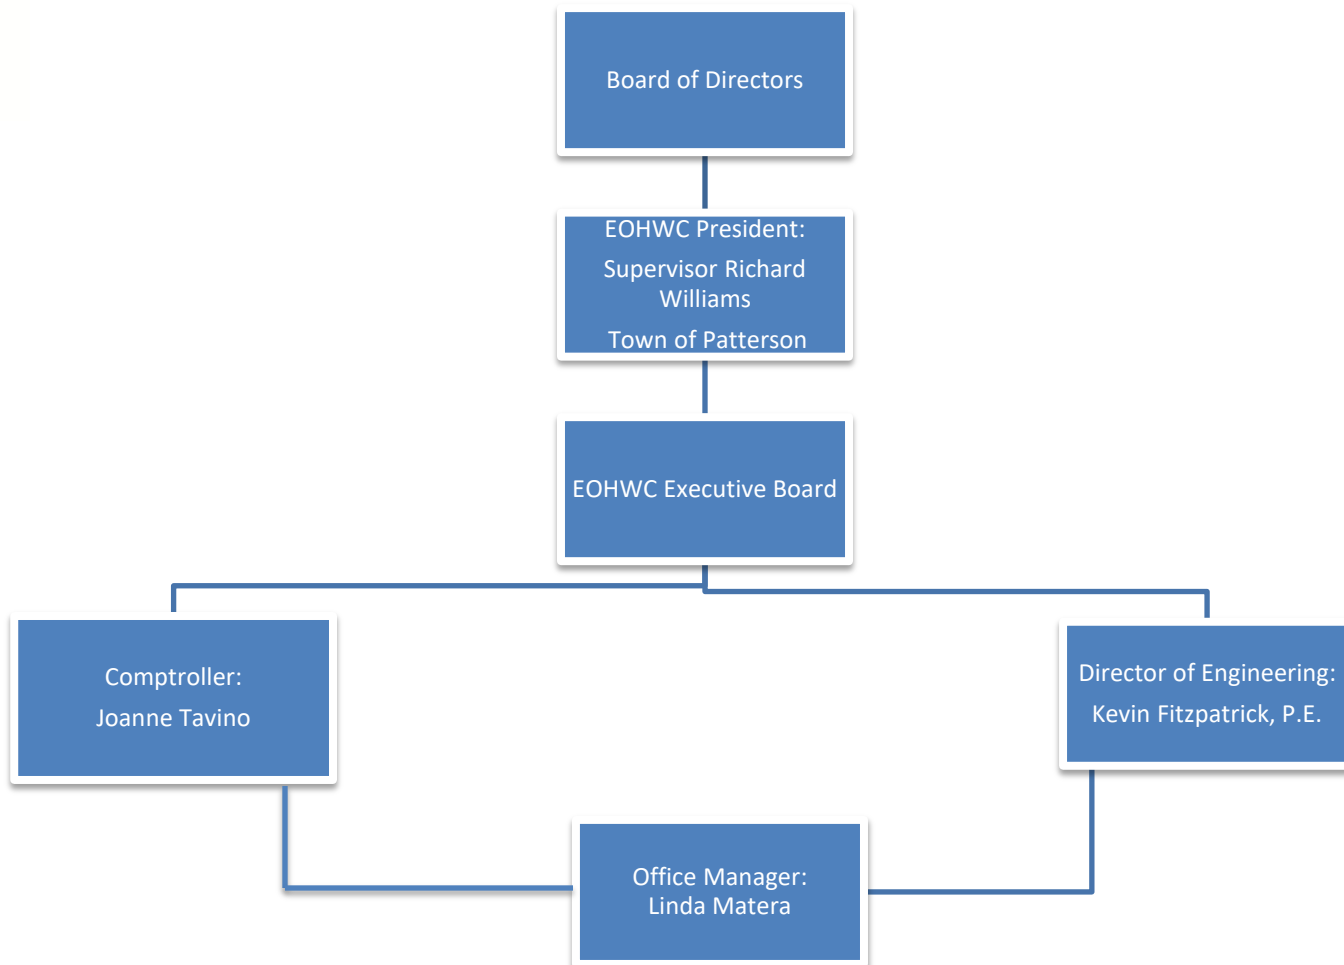 Board of Directors
EOHWC President:
Supervisor Richard
Williams
Town of Patterson
EOHWC Executive Board
Comptroller:
Joanne Tavino
Director of Engineering:
Kevin Fitzpatrick, P.E.
Office Manager:
Linda Matera